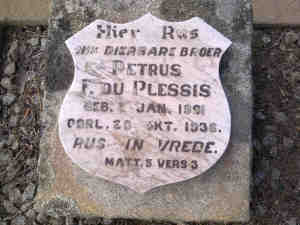 Hier Rus
ONS DIERBARE BROER
PETRUS
F. DU PLESSIS
GEB. JAN. 1891
OORL. 28 OKT. 1936.
RUS IN VREDE.
MATT. 5 VERS 3